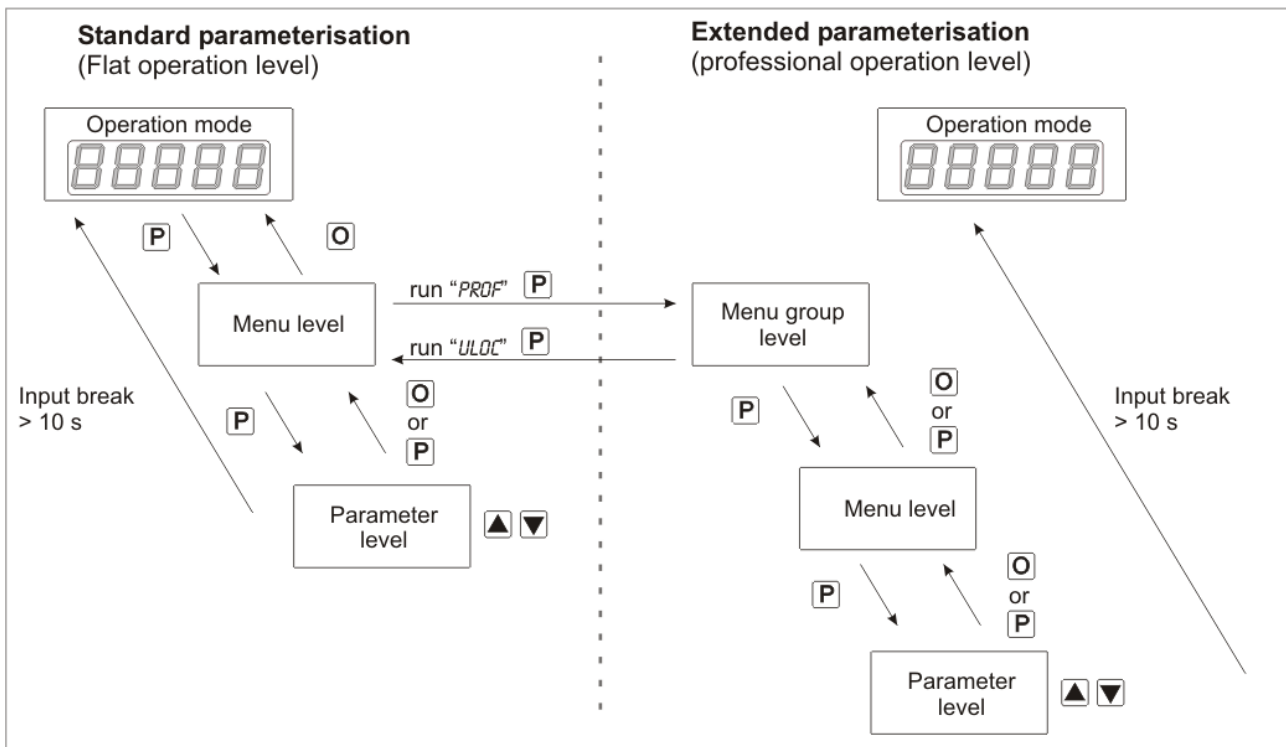 Standard parameterisation
(Flat operation level)
Operation mode
88888
P
O
Menu level
run “PROF” P
run “ULOC” P
Input break
> 10 s
P
O
or
P
Parameter
level
▲ ▼
Extended parameterisation
(professional operation level)
Operation mode
88888
Menu group
level
P
O
or
P
Input break
> 10 s
Menu level
P
O
or
P
Parameter
level
▲ ▼